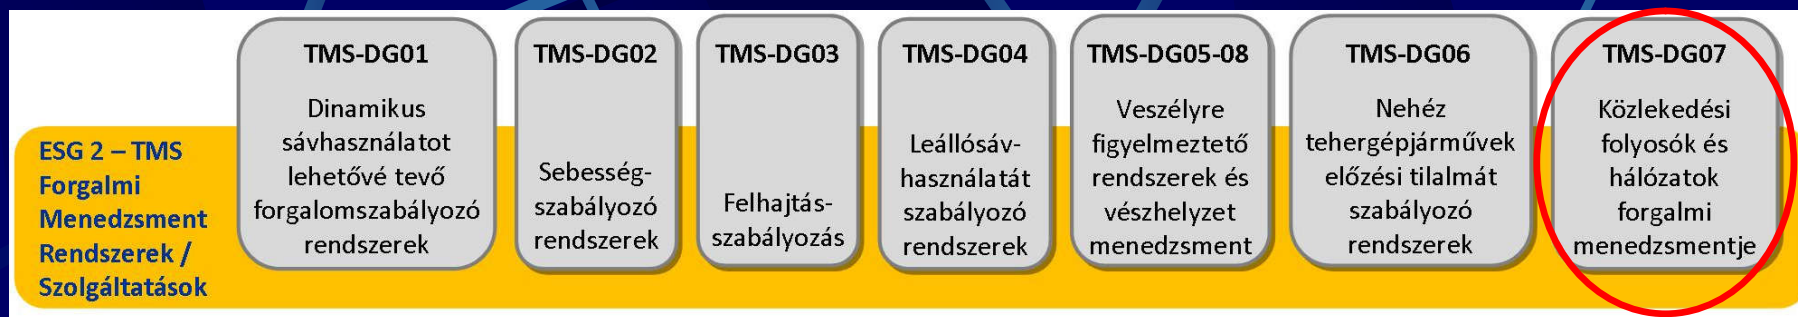 ESG 2 – TMS
Forgalmi
Menedzsment
Rendszerek /
Szolgáltatások
TMS-DG01
Dinamikus
sávhasználatot
lehetővé tevő
forgalomszabályozó
rendszerek
TMS-DG02
Sebesség-
szabályozó
rendszerek
TMS-DG03
Felhajtás-
szabályozás
TMS-DG04
Leállósáv-
használatát
szabályozó
rendszerek
TMS-DG05-08
Veszélyre
figyelmeztető
rendszerek és
vészhelyzet
menedzsment
TMS-DG06
Nehéz
tehergépjárművek
előzési tilalmát
szabályozó
rendszerek
TMS-DG07
Közlekedési
folyosók és
hálózatok
forgalmi
menedzsmentje